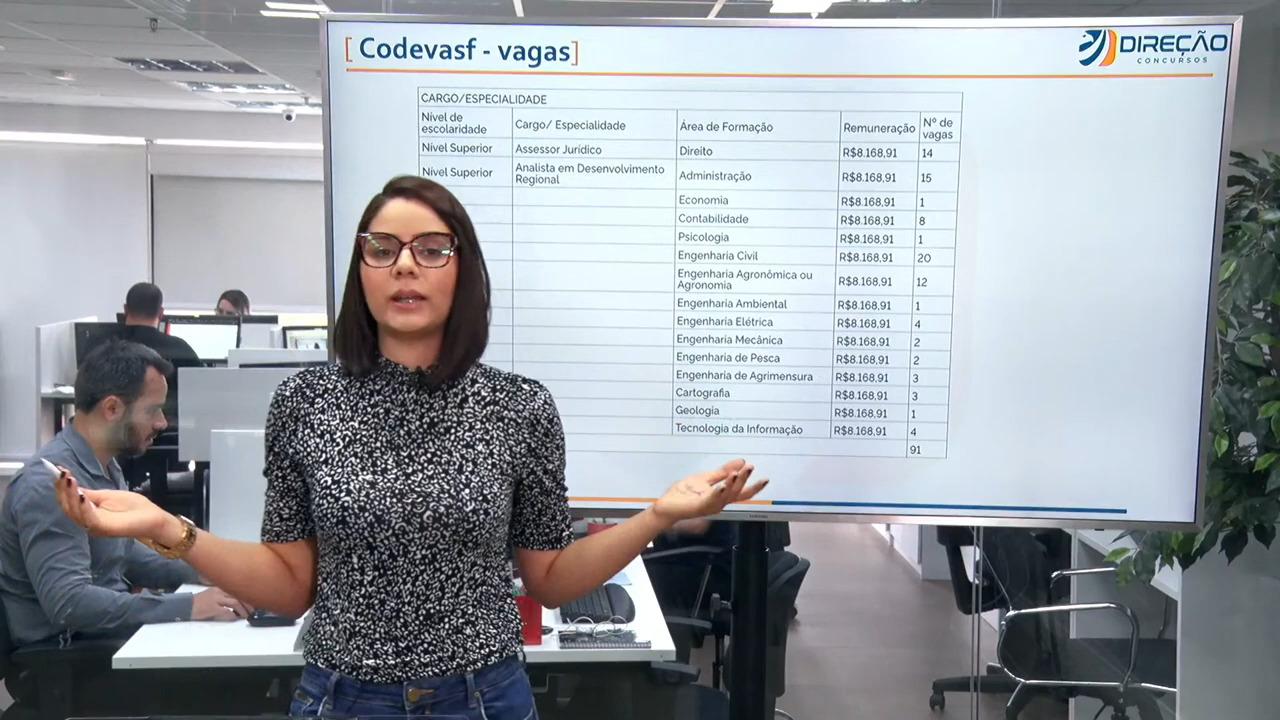 [ Codevasf - vagas]
DIREÇÃO
CONCURSOS
CARGO/ESPECIALIDADE
Nível de escolaridade Cargo/ Especialidade Área de Formação Remuneração Nº de vagas
Nível Superior Assessor Jurídico Direito R$8.168,91 14
Nível Superior Analista em Desenvolvimento Regional Administração R$8.168,91 15
Economia R$8.168,91 1
Contabilidade R$8.168,91 8
Psicologia R$8.168,91 1
Engenharia Civil R$8.168,91 20
Engenharia Agronômica ou Agronomia R$8.168,91 12
Engenharia Ambiental R$8.168,91 1
Engenharia Elétrica R$8.168,91 4
Engenharia Mecânica R$8.168,91 2
Engenharia de Pesca R$8.168,91 2
Engenharia de Agrimensura R$8.168,91 3
Cartografia R$8.168,91 3
Geologia R$8.168,91 1
Tecnologia da Informação R$8.168,91 4
91